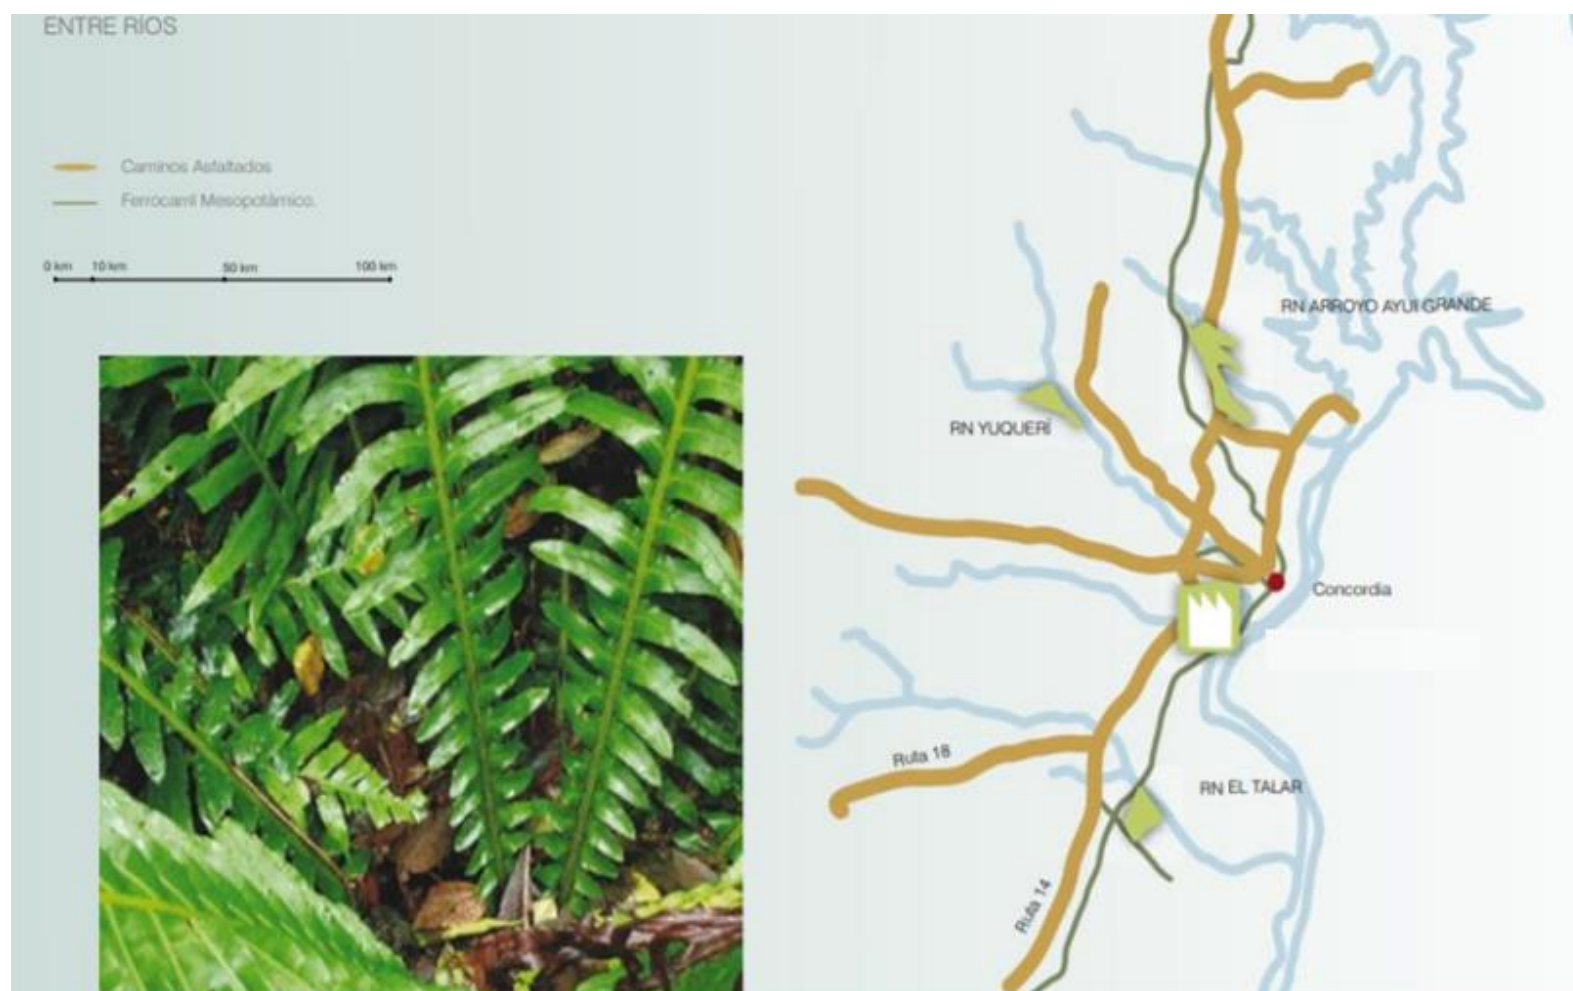 ENTRE RÍOS
Caminos Asfaltados
Ferrocarril Mesopotámico.
0 km 10 km 50 km 100 km
RN ARROYO AYUI GRANDE
RN YUQUERÍ
Concordia
Ruta 18
RN EL TALAR
Ruta 14